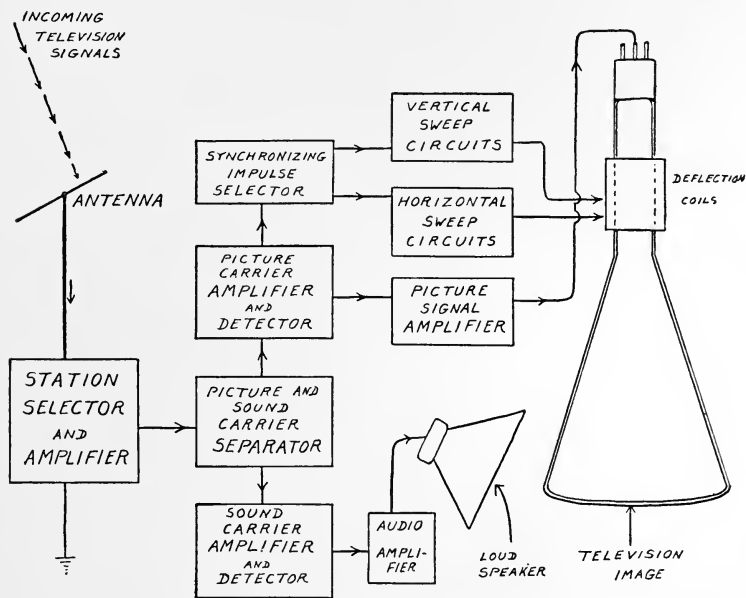 INCOMING
TELEVISION
SIGNALS
ANTENNA
STATION
SELECTOR
AND
AMPLIFIER
PICTURE AND
SOUND
CARRIER
SEPARATOR
PICTURE
CARRIER
AMPLIFIER
AND
DETECTOR
SYNCHRONIZING
IMPULSE
SELECTOR
VERTICAL
SWEEP
CIRCUITS
HORIZONTAL
SWEEP
CIRCUITS
PICTURE
SIGNAL
AMPLIFIER
DEFLECTION
COILS
SOUND
CARRIER
AMPLIFIER
AND
DETECTOR
AUDIO
AMPLI-
FIER
LOUD
SPEAKER
TELEVISION
IMAGE